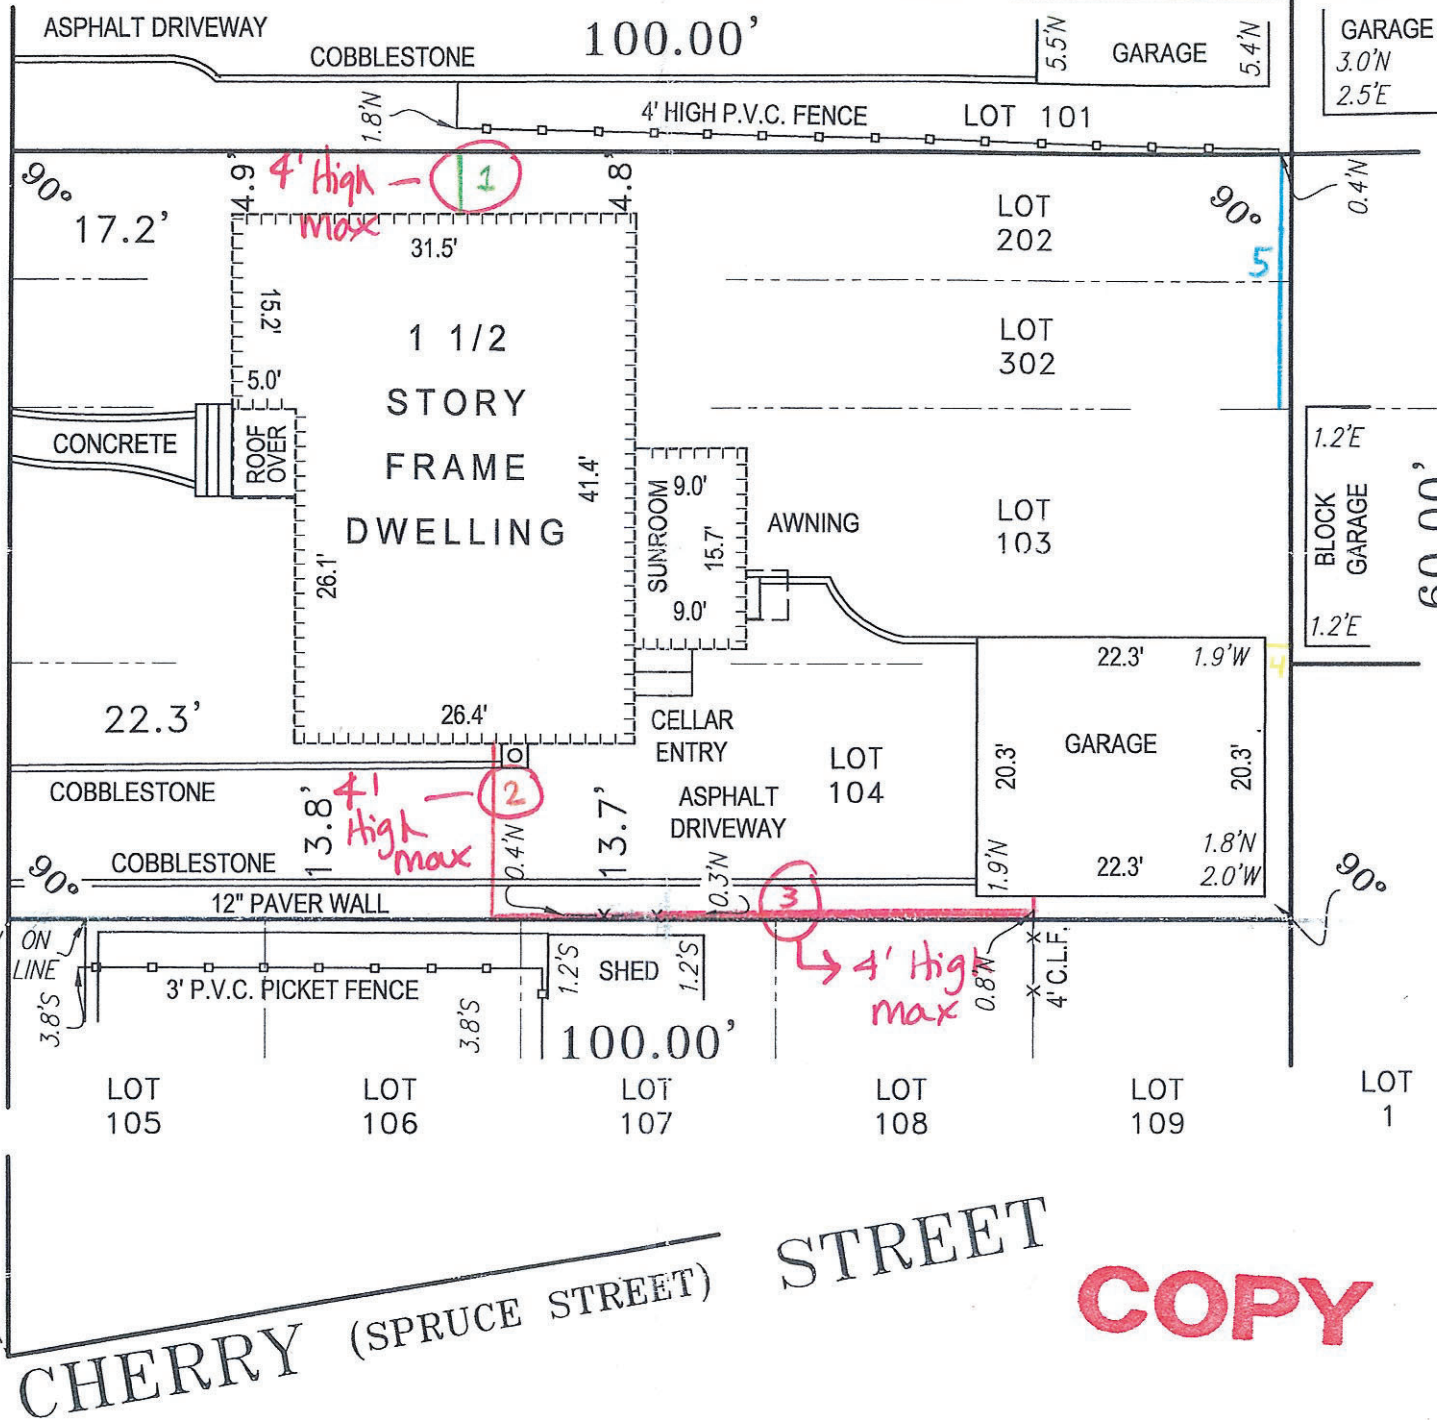 ASPHALT DRIVEWAY
COBBLESTONE
100.00'
5.5'N
GARAGE
5.4'N
GARAGE
3.0'N
2.5'E
1.8'N
4' HIGH P.V.C. FENCE
LOT 101
90°
4.9'
4' High
max
1
4.8'
17.2'
31.5'
LOT
202
90°
0.4'N
5
15.2'
1 1/2
STORY
FRAME
DWELLING
LOT
302
5.0'
CONCRETE
ROOF
OVER
41.4'
26.1'
SUNROOM
9.0'
15.7'
9.0'
AWNING
LOT
103
1.2'E
BLOCK
GARAGE
1.2'E
60.00'
22.3'
26.4'
CELLAR
ENTRY
22.3'
1.9'W
4
GARAGE
20.3'
20.3'
LOT
104
COBBLESTONE
13.8'
4'
High
max
2
0.4'N
13.7'
ASPHALT
DRIVEWAY
0.3'N
1.9'N
22.3'
1.8'N
2.0'W
90°
90°
COBBLESTONE
12" PAVER WALL
3
ON
LINE
3.8'S
3' P.V.C. PICKET FENCE
3.8'S
1.2'S
SHED
1.2'S
4' High
max
0.8'N
4' C.L.F.
100.00'
LOT
105
LOT
106
LOT
107
LOT
108
LOT
109
LOT
1
CHERRY (SPRUCE STREET) STREET
COPY